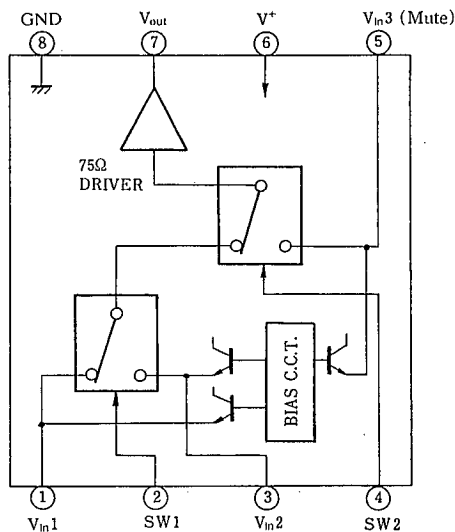 GND Vout V+ Vin3 (Mute)
8 7 6 5
75Ω
DRIVER
BIAS C.C.T.
1 2 3 4
Vin1 SW1 Vin2 SW2